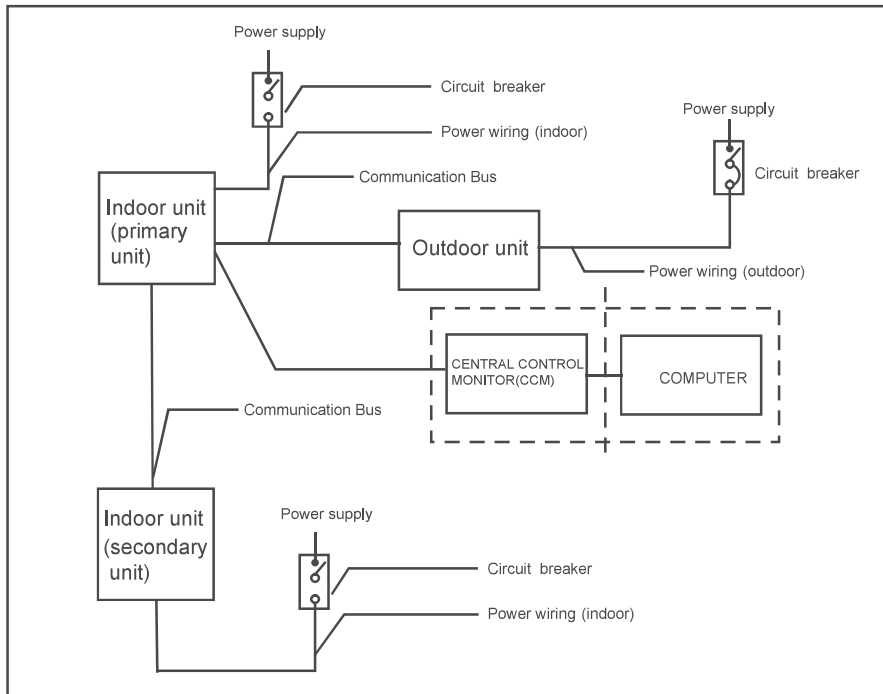 Power supply
Circuit breaker
Power wiring (indoor)
Communication Bus
Power supply
Circuit breaker
Indoor unit
(primary
unit)
Outdoor unit
Power wiring (outdoor)
CENTRAL CONTROL
MONITOR(CCM)
COMPUTER
Communication Bus
Indoor unit
(secondary
unit)
Power supply
Circuit breaker
Power wiring (indoor)